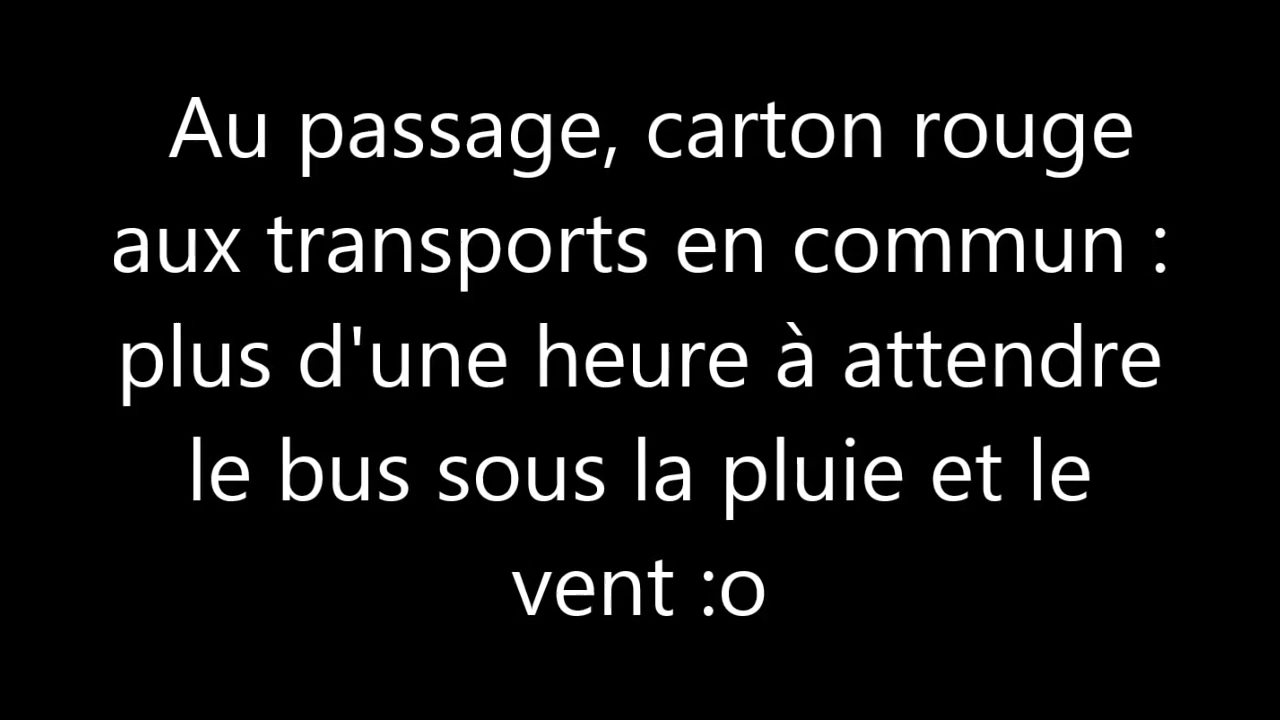 Au passage, carton rouge
aux transports en commun :
plus d'une heure à attendre
le bus sous la pluie et le
vent :o